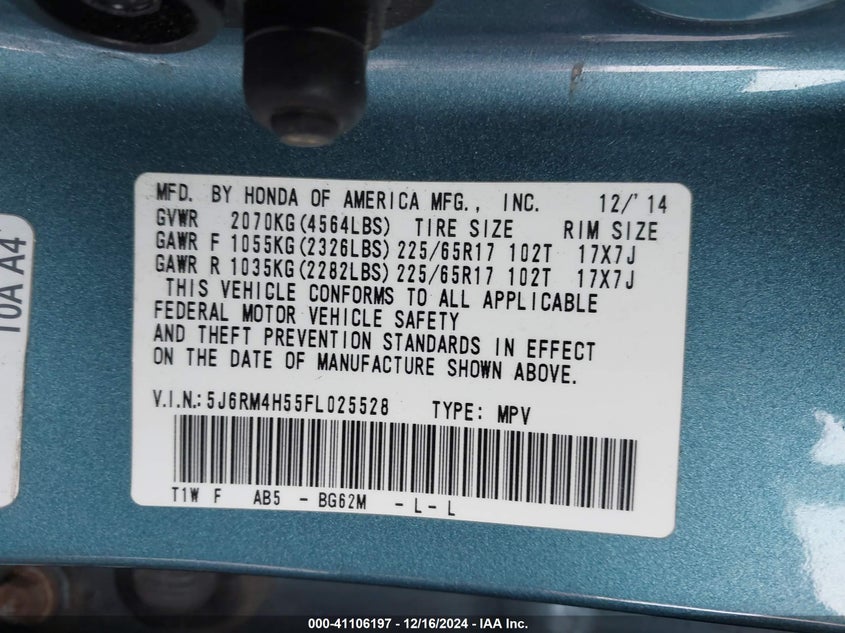 MFD. BY HONDA OF AMERICA MFG., INC. 12/'14
GVWR 2070KG(4564LBS) TIRE SIZE RIM SIZE
GAWR F 1055KG(2326LBS) 225/65R17 102T 17X7J
GAWR R 1035KG(2282LBS) 225/65R17 102T 17X7J
THIS VEHICLE CONFORMS TO ALL APPLICABLE
FEDERAL MOTOR VEHICLE SAFETY
AND THEFT PREVENTION STANDARDS IN EFFECT
ON THE DATE OF MANUFACTURE SHOWN ABOVE.
V.I.N.:5J6RM4H55FL025528 TYPE: MPV
T1W F AB5 - BG62M - L - L
10A A4
000-41106197 - 12/16/2024 - IAA Inc.